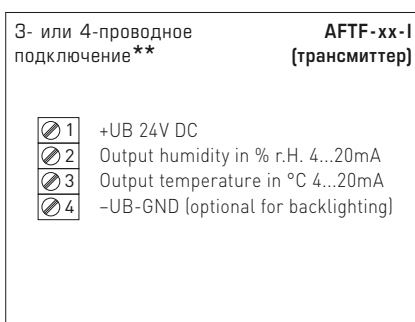 3- или 4-проводное AFTF-xx-I
подключение** (трансмиттер)
1 +UB 24V DC
2 Output humidity in % r.H. 4...20mA
3 Output temperature in °C 4...20mA
4 –UB-GND (optional for backlighting)